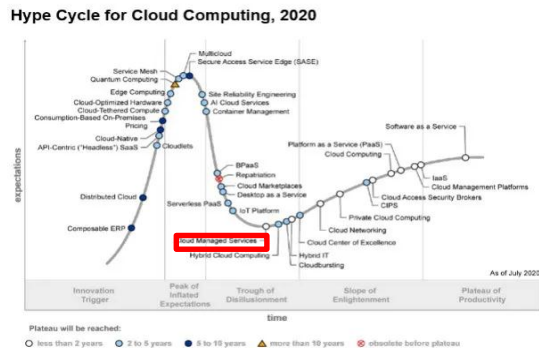 Hype Cycle for Cloud Computing, 2020
expectations
Multicloud
Secure Access Service Edge (SASE)
Service Mesh
Quantum Computing
Edge Computing
Cloud-Optimized Hardware
Cloud-Tethered Compute
Consumption-Based On-Premises
Pricing
Cloud-Native
API-Centric ("Headless") SaaS
Cloudlets
Distributed Cloud
Composable ERP
Site Reliability Engineering
AI Cloud Services
Container Management
BPaaS
Repatriation
Cloud Marketplaces
Desktop as a Service
Serverless PaaS
IoT Platform
Cloud Managed Services
Hybrid Cloud Computing
Cloudbursting
Hybrid IT
Cloud Center of Excellence
Cloud Networking
Private Cloud Computing
CIPS
Cloud Access Security Brokers
Cloud Computing
Platform as a Service (PaaS)
Cloud Management Platforms
IaaS
Software as a Service
As of July 2020
Innovation
Trigger
Peak of
Inflated
Expectations
Trough of
Disillusionment
Slope of
Enlightenment
Plateau of
Productivity
time
Plateau will be reached:
less than 2 years
2 to 5 years
5 to 10 years
more than 10 years
obsolete before plateau